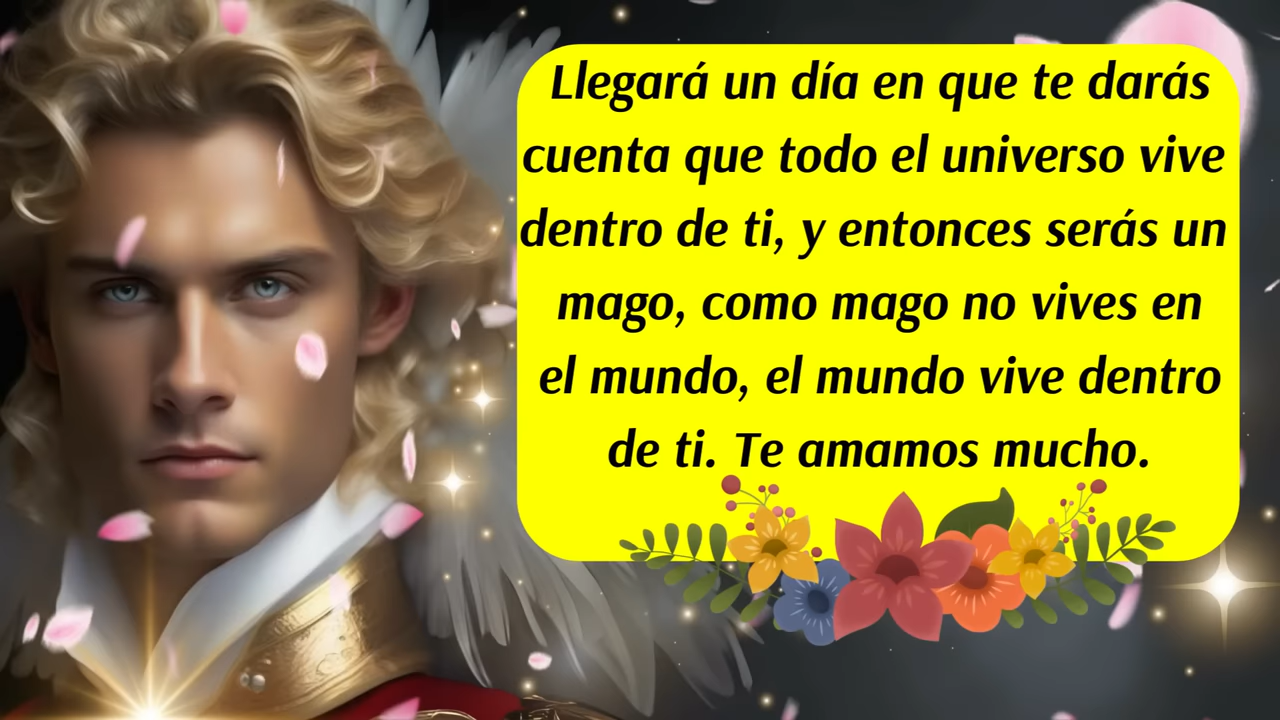 Llegará un día en que te darás
cuenta que todo el universo vive
dentro de ti, y entonces serás un
mago, como mago no vives en
el mundo, el mundo vive dentro
de ti. Te amamos mucho.